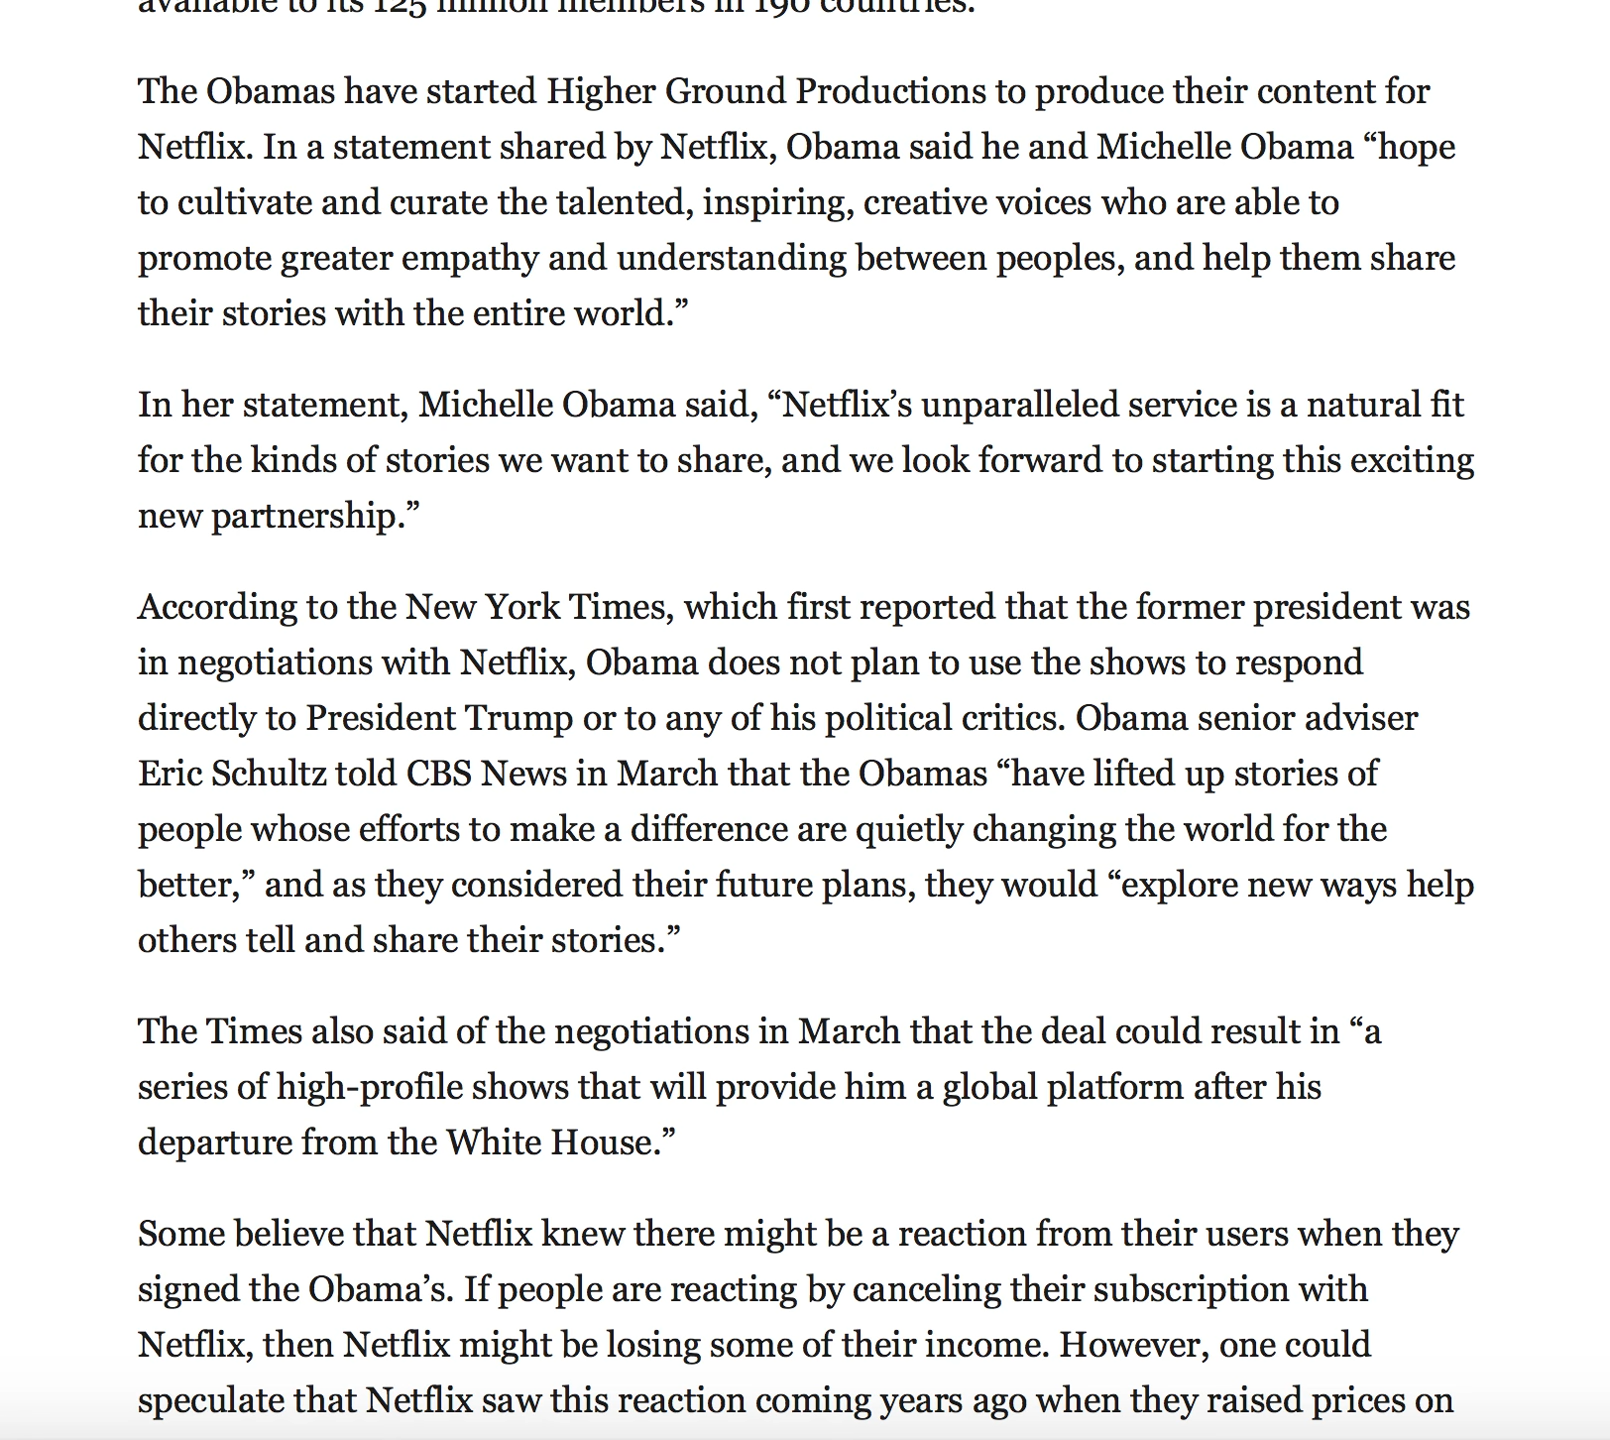 available to its 125 million members in 190 countries.
The Obamas have started Higher Ground Productions to produce their content for
Netflix. In a statement shared by Netflix, Obama said he and Michelle Obama “hope
to cultivate and curate the talented, inspiring, creative voices who are able to
promote greater empathy and understanding between peoples, and help them share
their stories with the entire world.”
In her statement, Michelle Obama said, “Netflix’s unparalleled service is a natural fit
for the kinds of stories we want to share, and we look forward to starting this exciting
new partnership.”
According to the New York Times, which first reported that the former president was
in negotiations with Netflix, Obama does not plan to use the shows to respond
directly to President Trump or to any of his political critics. Obama senior adviser
Eric Schultz told CBS News in March that the Obamas “have lifted up stories of
people whose efforts to make a difference are quietly changing the world for the
better,” and as they considered their future plans, they would “explore new ways help
others tell and share their stories.”
The Times also said of the negotiations in March that the deal could result in “a
series of high-profile shows that will provide him a global platform after his
departure from the White House.”
Some believe that Netflix knew there might be a reaction from their users when they
signed the Obama’s. If people are reacting by canceling their subscription with
Netflix, then Netflix might be losing some of their income. However, one could
speculate that Netflix saw this reaction coming years ago when they raised prices on